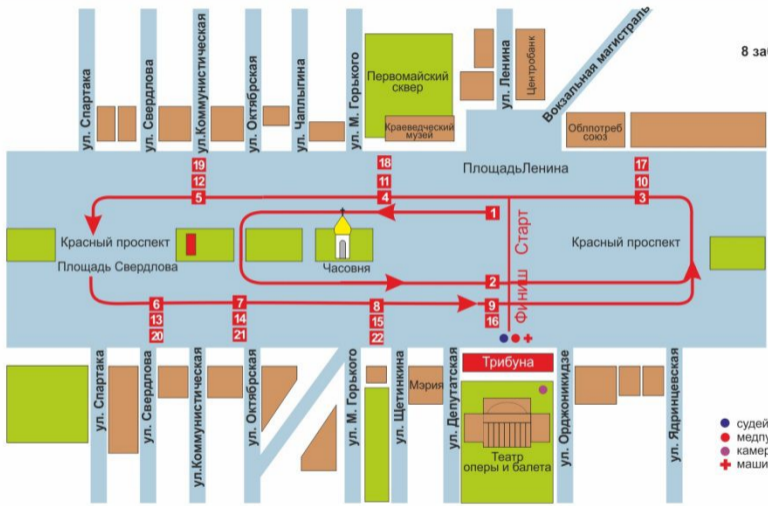 ул. Спартака
ул. Свердлова
ул.Коммунистическая
ул. Октябрская
ул. Чаплыгина
ул. М. Горького
Первомайский
сквер
Краеведческий
музей
ул. Ленина
Центробанк
Вокзальная магистраль
Облпотреб
союз
8 за
19
12
5
18
11
4
ПлощадьЛенина
17
10
3
1
Старт
Красный проспект
Площадь Свердлова
Часовня
Красный проспект
2
Финиш
6
13
20
7
14
21
8
15
22
9
16
Трибуна
ул. Спартака
ул. Свердлова
ул.Коммунистическая
ул. Октябрская
ул. М. Горького
ул. Щетинкина
Мэрия
ул. Депутатская
Театр
оперы и балета
ул. Орджоникидзе
ул. Ядринцевская
судей
медпу
камер
маши